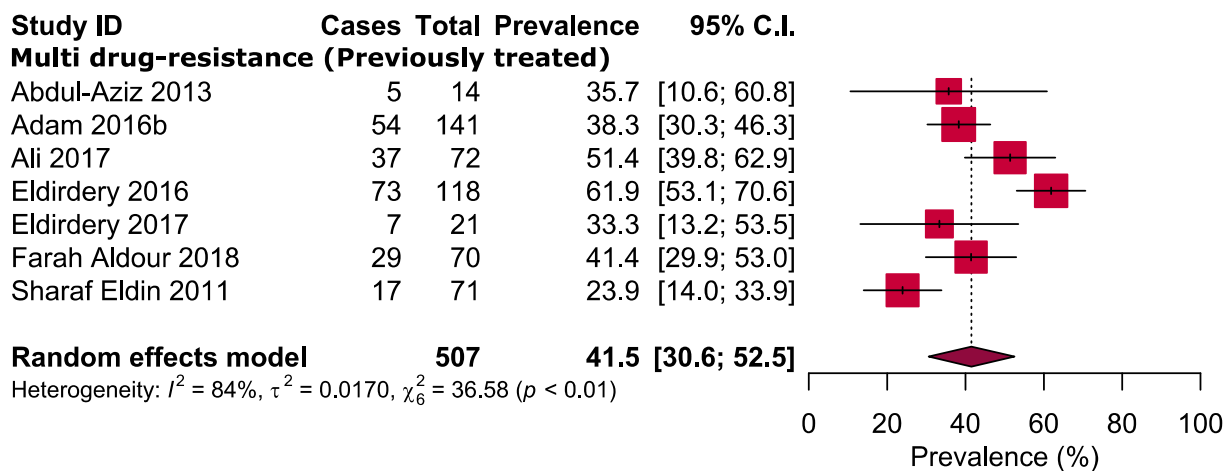 Study ID Cases Total Prevalence 95% C.I.
Multi drug-resistance (Previously treated)
Abdul-Aziz 2013 5 14 35.7 [10.6; 60.8]
Adam 2016b 54 141 38.3 [30.3; 46.3]
Ali 2017 37 72 51.4 [39.8; 62.9]
Eldirdery 2016 73 118 61.9 [53.1; 70.6]
Eldirdery 2017 7 21 33.3 [13.2; 53.5]
Farah Aldour 2018 29 70 41.4 [29.9; 53.0]
Sharaf Eldin 2011 17 71 23.9 [14.0; 33.9]
Random effects model 507 41.5 [30.6; 52.5]
Heterogeneity: I² = 84%, τ² = 0.0170, χ²₆ = 36.58 (p < 0.01)
0 20 40 60 80 100
Prevalence (%)